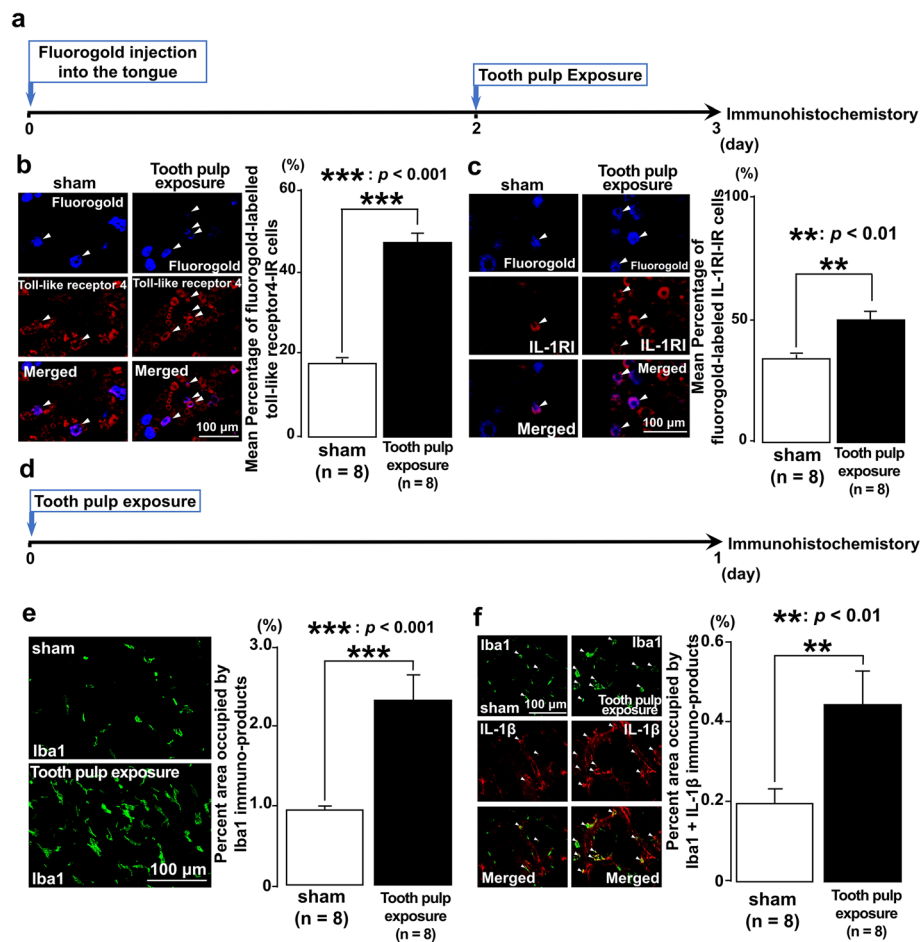 a
Fluorogold injection
into the tongue
Tooth pulp Exposure
0
2
3
Immunohistochemistory
(day)
b
sham
Tooth pulp
exposure
Fluorogold
Fluorogold
Toll-like receptor 4
Toll-like receptor 4
Merged
Merged
100 µm
(%)
Mean Percentage of fluorogold-labelled
toll-like receptor4-IR cells
60
40
20
0
***: p < 0.001
***
sham
(n = 8)
Tooth pulp
exposure
(n = 8)
c
sham
Tooth pulp
exposure
Fluorogold
Fluorogold
IL-1RI
IL-1RI
Merged
Merged
100 µm
(%)
Mean Percentage of
fluorogold-labeled IL-1RI-IR cells
100
50
0
**: p < 0.01
**
sham
(n = 8)
Tooth pulp
exposure
(n = 8)
d
Tooth pulp exposure
0
1
Immunohistochemistory
(day)
e
sham
Iba1
Tooth pulp exposure
Iba1
100 µm
(%)
Percent area occupied by
Iba1 immuno-products
3.0
2.0
1.0
0
***: p < 0.001
***
sham
(n = 8)
Tooth pulp
exposure
(n = 8)
f
Iba1
Iba1
100 µm
sham
Tooth pulp
exposure
IL-1β
IL-1β
Merged
Merged
(%)
Percent area occupied by
Iba1 + IL-1β immuno-products
0.6
0.4
0.2
0
**: p < 0.01
**
sham
(n = 8)
Tooth pulp
exposure
(n = 8)